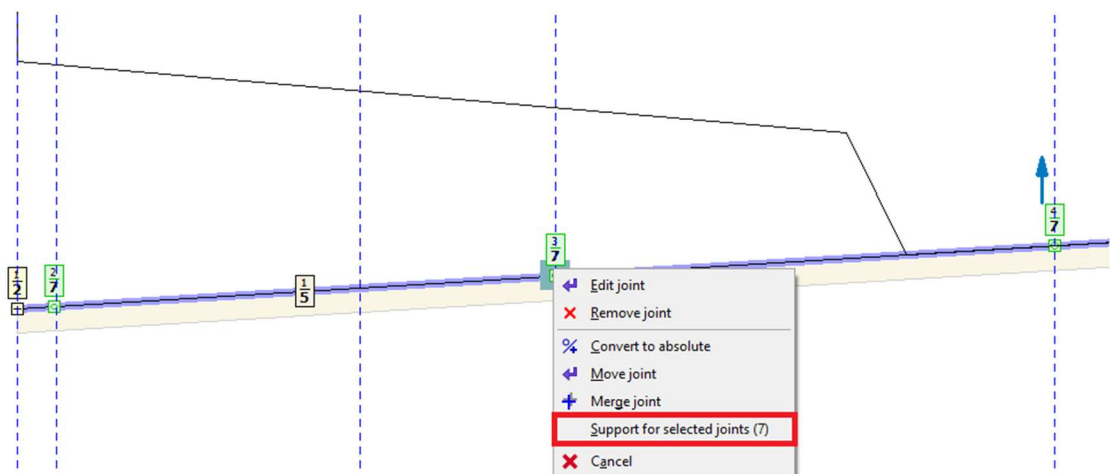 4
7
3
7
1
2
2
7
1
5
Edit joint
Remove joint
Convert to absolute
Move joint
Merge joint
Support for selected joints (7)
Cancel